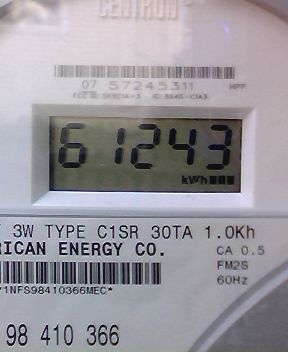 CENTRON
07 57245311
61243
kWh
3W TYPE C1SR 30TA 1.0Kh
RICAN ENERGY CO.
CA 0.5
FM2S
60Hz
*1NFS98410366MEC*
98 410 366